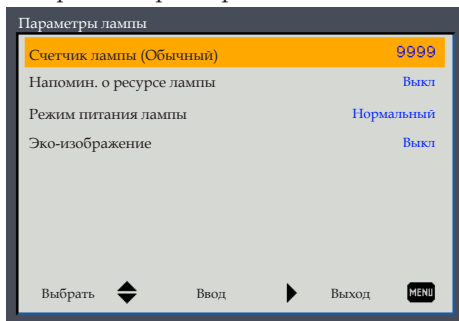 Параметры лампы
Счетчик лампы (Обычный) 9999
Напомин. о ресурсе лампы Выкл
Режим питания лампы Нормальный
Эко-изображение Выкл
Выбрать Ввод Выход MENU